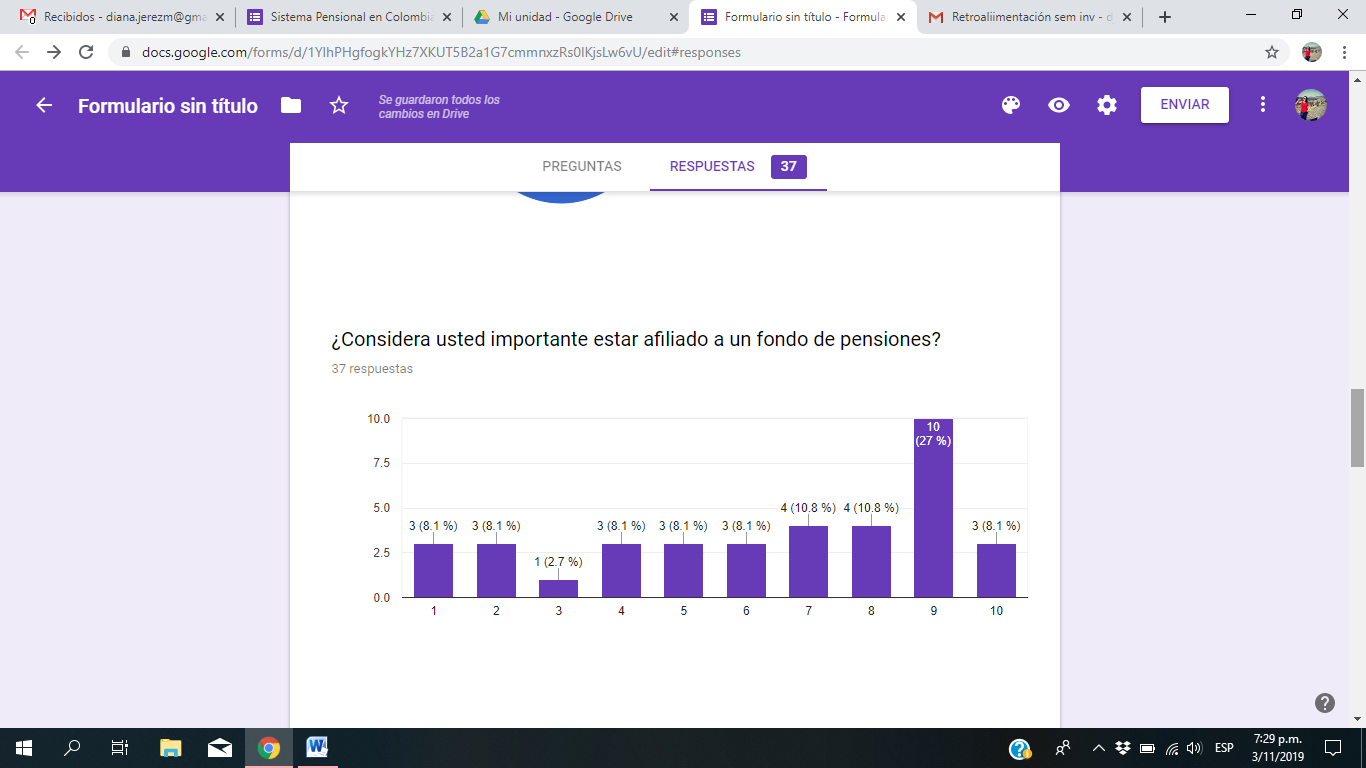 Recibidos - diana.jerezm@gma
Sistema Pensional en Colombia
Mi unidad - Google Drive
Formulario sin título - Formula
Retroaliimentación sem inv - d
docs.google.com/forms/d/1YlhPHgfogkYHz7XKUT5B2a1G7cmmnxzRs0IKjsLw6vU/edit#responses
Formulario sin título
Se guardaron todos los
cambios en Drive
ENVIAR
PREGUNTAS
RESPUESTAS 37
¿Considera usted importante estar afiliado a un fondo de pensiones?
37 respuestas
10.0
7.5
5.0
2.5
0.0
3 (8.1 %) 3 (8.1 %) 1 (2.7 %) 3 (8.1 %) 3 (8.1 %) 3 (8.1 %) 4 (10.8 %) 4 (10.8 %) 10 (27 %) 3 (8.1 %)
1 2 3 4 5 6 7 8 9 10
ESP
7:29 p.m.
3/11/2019